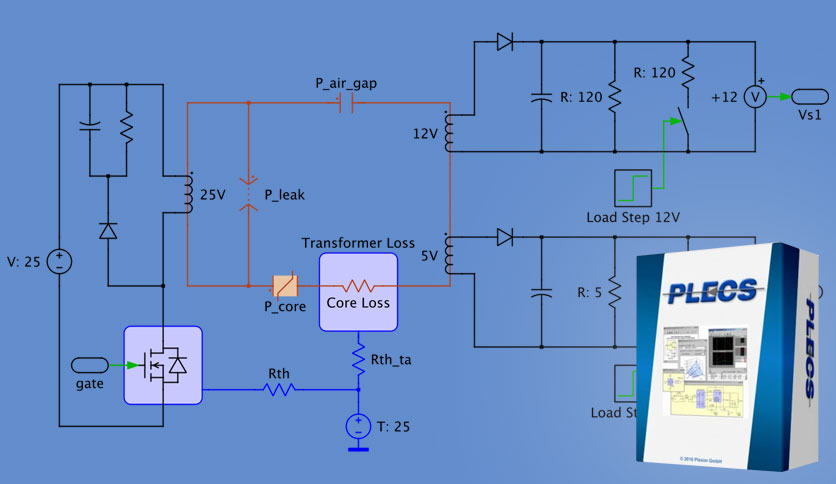 P_air_gap
R: 120
R: 120
+12
V
+
Vs1
12V
25V
P_leak
Load Step 12V
Transformer Loss
5V
V: 25
+
−
P_core
Core Loss
R: 5
PLECS
PLECS
gate
Rth
Rth_ta
+
−
T: 25
Load St
© 2010 Plexim GmbH